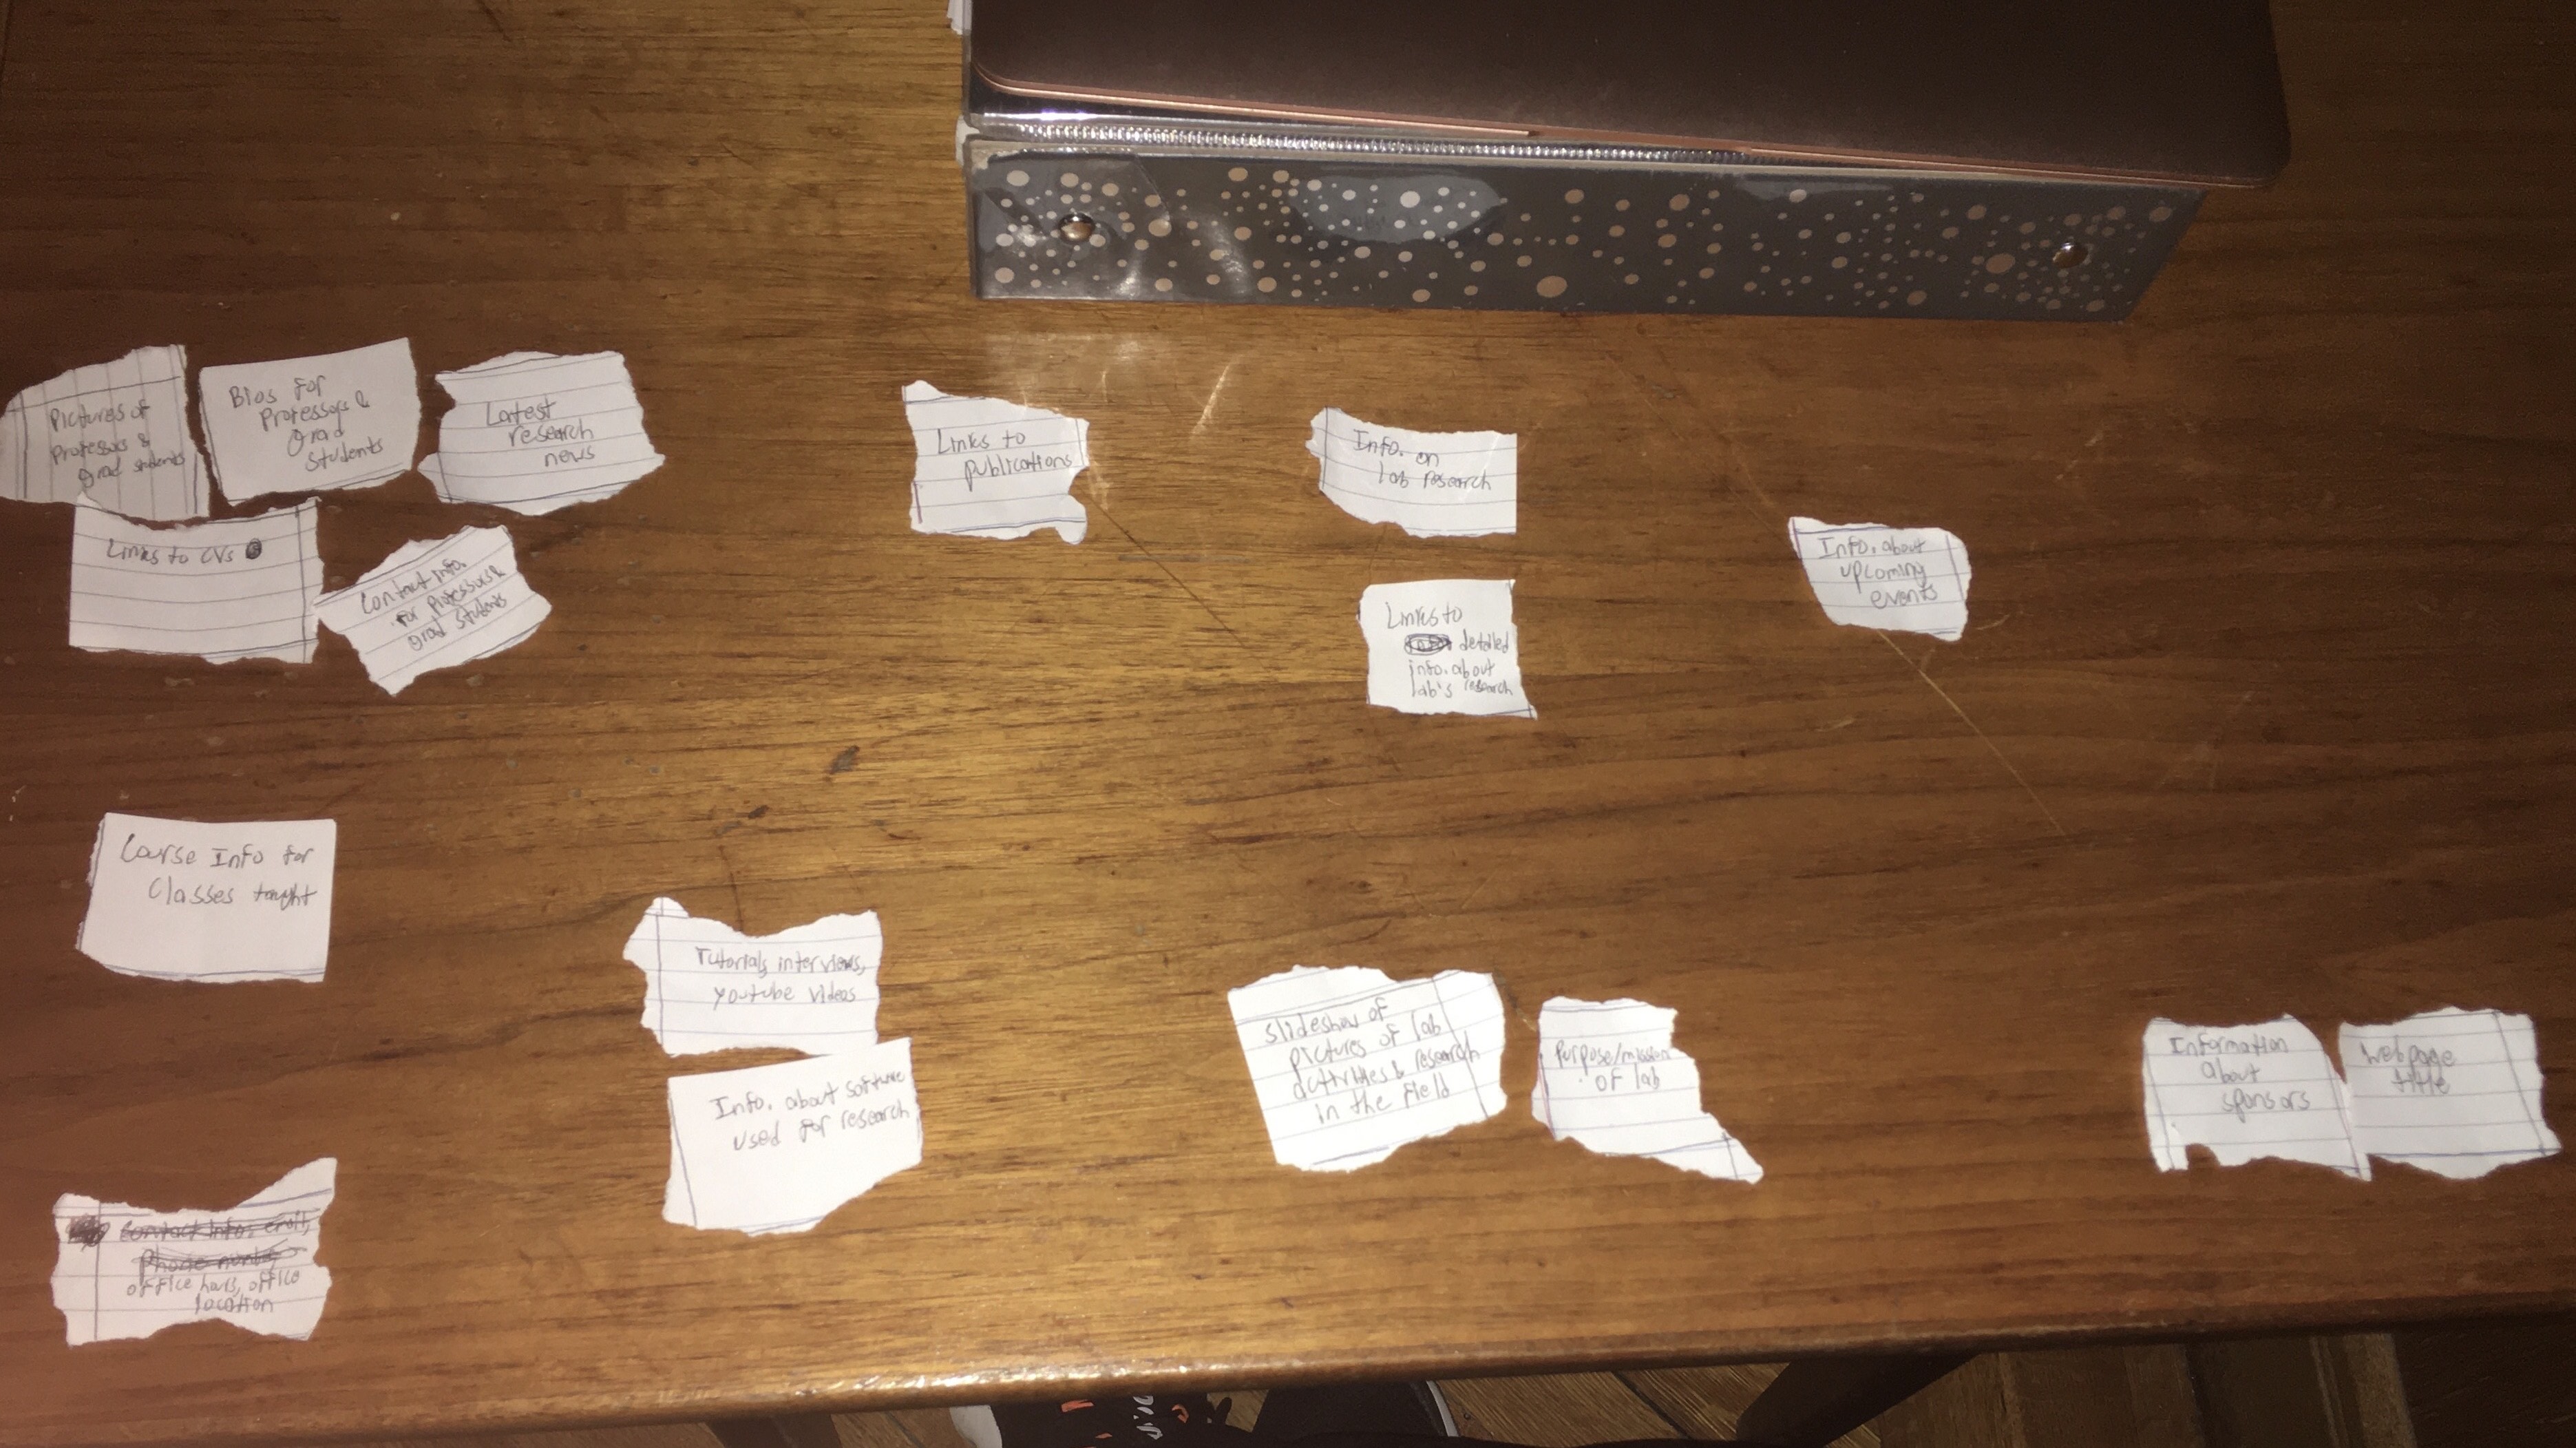 Pictures of
Professors &
grad students
Bios for
Professors &
grad
students
Latest
research
news
Links to CVs
Contact info.
for professors &
grad students
Links to
publications
Info. on
lab research
Links to
detailed
info. about
lab's research
Info. about
upcoming
events
Course Info for
Classes taught
Tutorials, interviews,
youtube videos
Info. about software
used for research
Slideshow of
pictures of lab
activities & research
in the field
Purpose/mission
of lab
Information
about
sponsors
Webpage
title
Contact info. email,
Phone number,
office hours, office
location